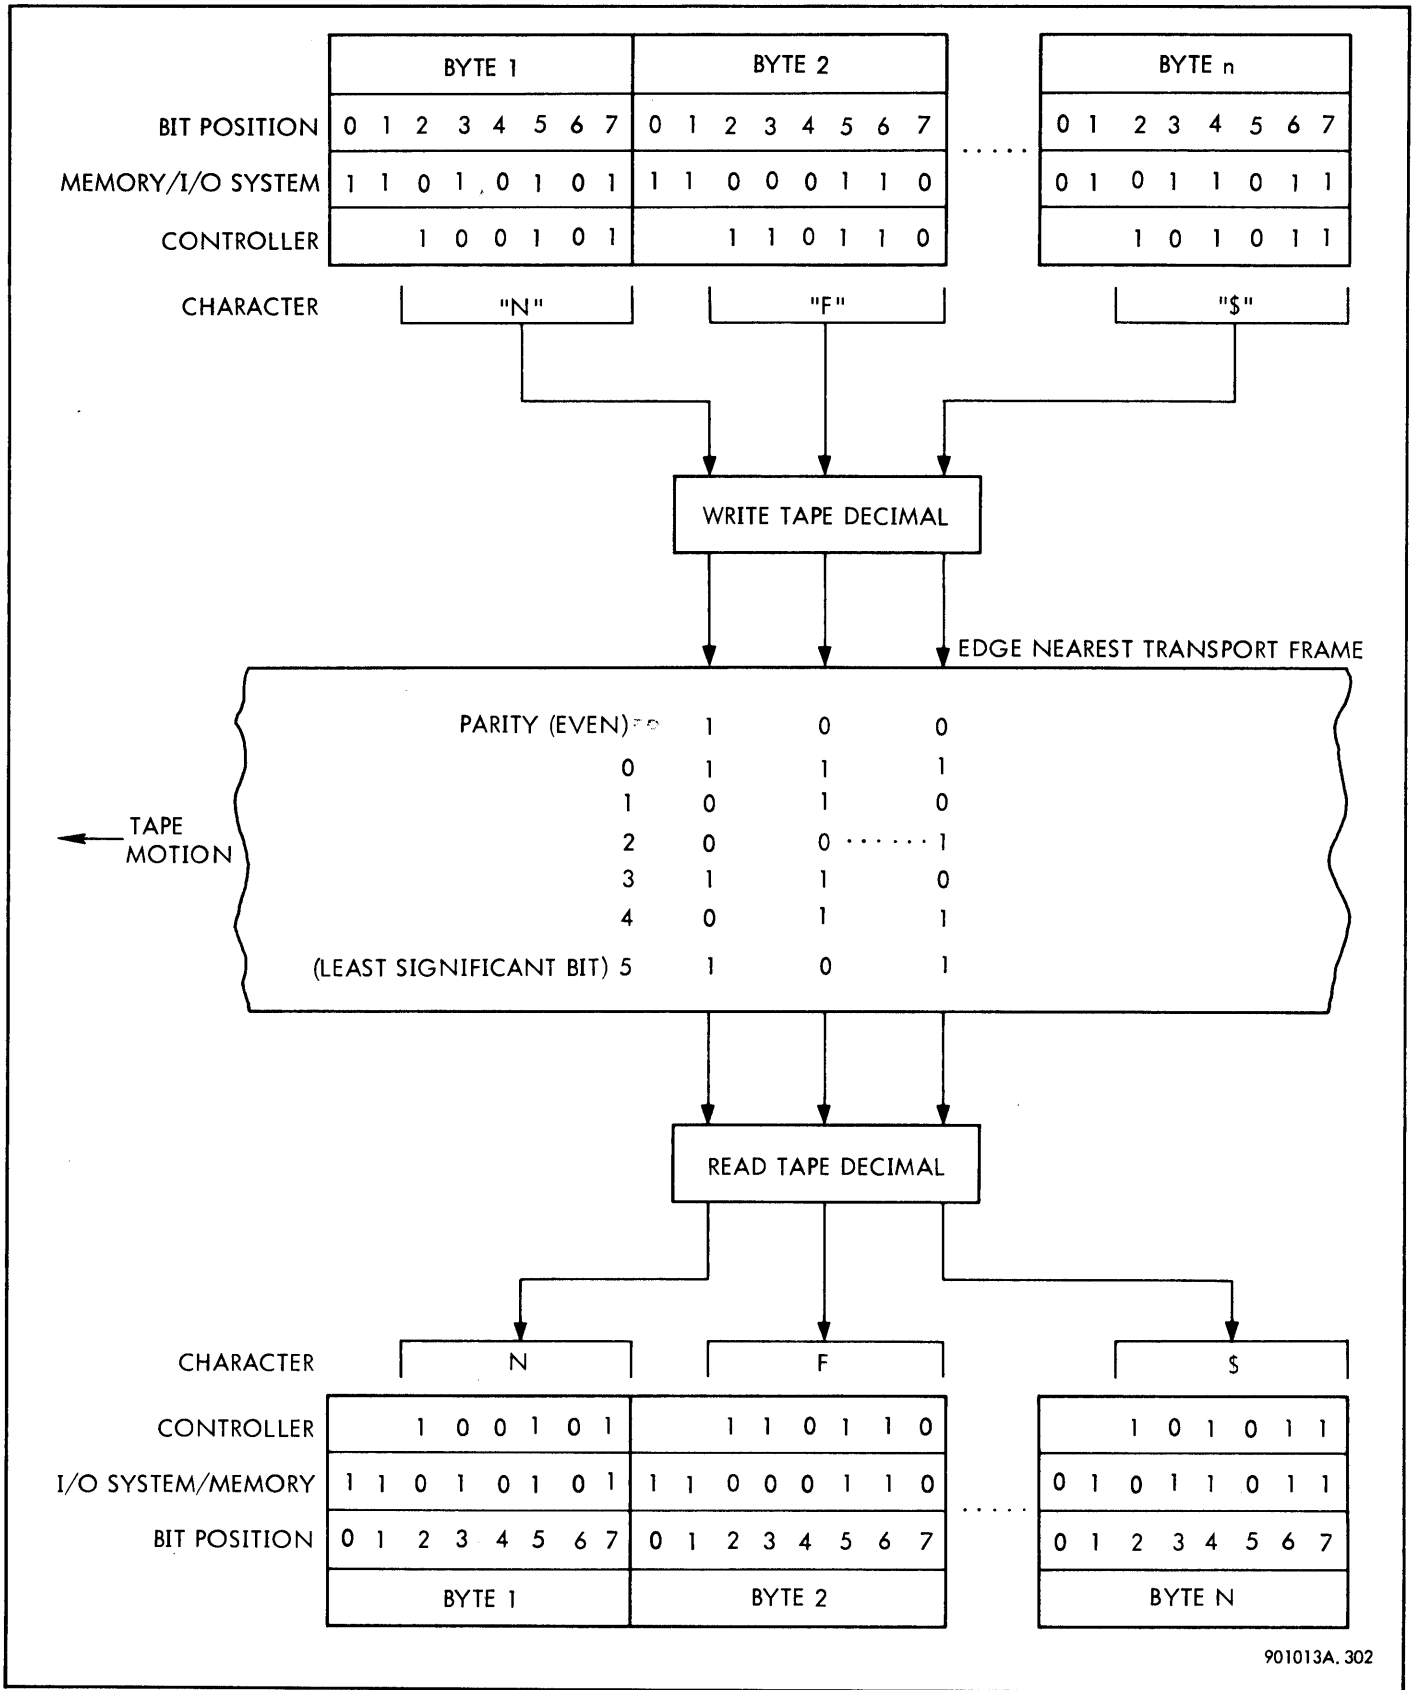 BYTE 1 BYTE 2 BYTE n
BIT POSITION 0 1 2 3 4 5 6 7 0 1 2 3 4 5 6 7 ..... 0 1 2 3 4 5 6 7
MEMORY/I/O SYSTEM 1 1 0 1 0 1 0 1 1 1 0 0 0 1 1 0 0 1 0 1 1 0 1 1
CONTROLLER 1 0 0 1 0 1 1 1 0 1 1 0 1 0 1 0 1 1
CHARACTER "N" "F" "$"
WRITE TAPE DECIMAL
EDGE NEAREST TRANSPORT FRAME
PARITY (EVEN) 1 0 0
0 1 1 1
1 0 1 0
TAPE MOTION
2 0 0 ...... 1
3 1 1 0
4 0 1 1
(LEAST SIGNIFICANT BIT) 5 1 0 1
READ TAPE DECIMAL
CHARACTER N F $
CONTROLLER 1 0 0 1 0 1 1 1 0 1 1 0 1 0 1 0 1 1
I/O SYSTEM/MEMORY 1 1 0 1 0 1 0 1 1 1 0 0 0 1 1 0 ..... 0 1 0 1 1 0 1 1
BIT POSITION 0 1 2 3 4 5 6 7 0 1 2 3 4 5 6 7 0 1 2 3 4 5 6 7
BYTE 1 BYTE 2 BYTE N
901013A.302